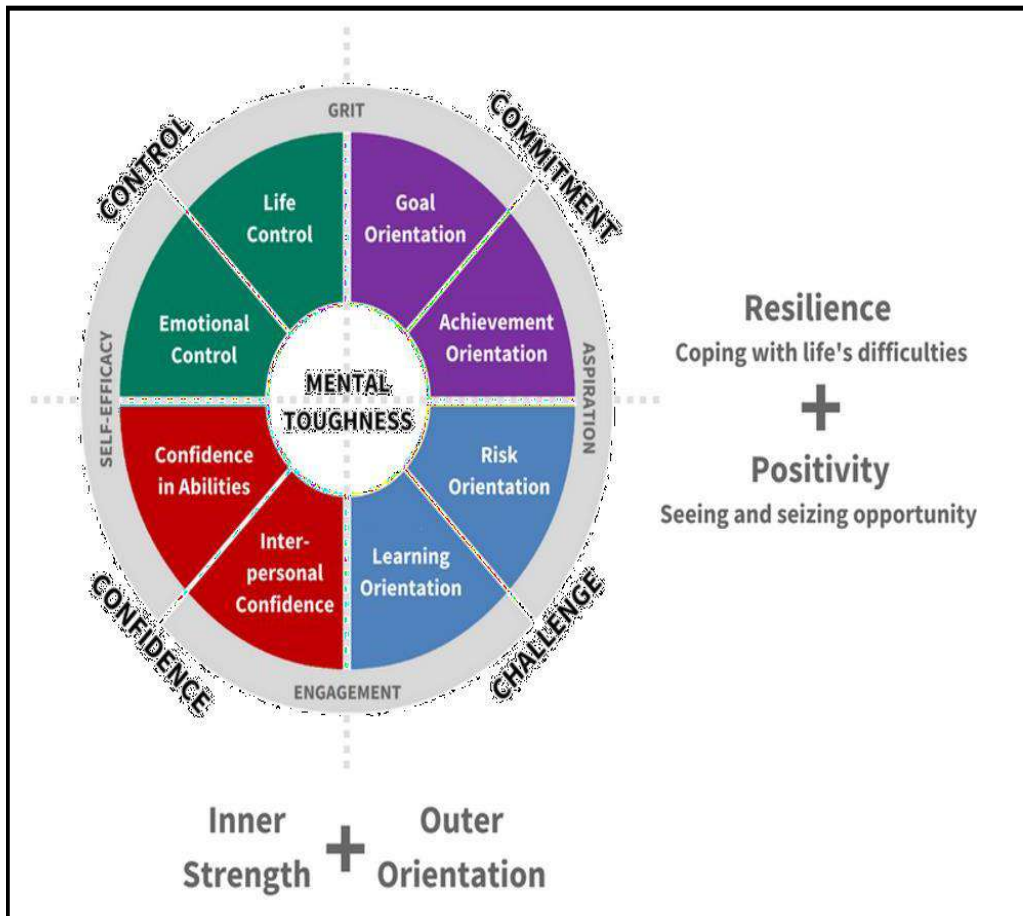 GRIT
CONTROL
COMMITMENT
Life
Control
Goal
Orientation
Emotional
Control
Achievement
Orientation
SELF-EFFICACY
ASPIRATION
MENTAL
TOUGHNESS
Confidence
in Abilities
Risk
Orientation
Inter-
personal
Confidence
Learning
Orientation
CONFIDENCE
CHALLENGE
ENGAGEMENT
Resilience
Coping with life's difficulties
+
Positivity
Seeing and seizing opportunity
Inner
Strength
+
Outer
Orientation